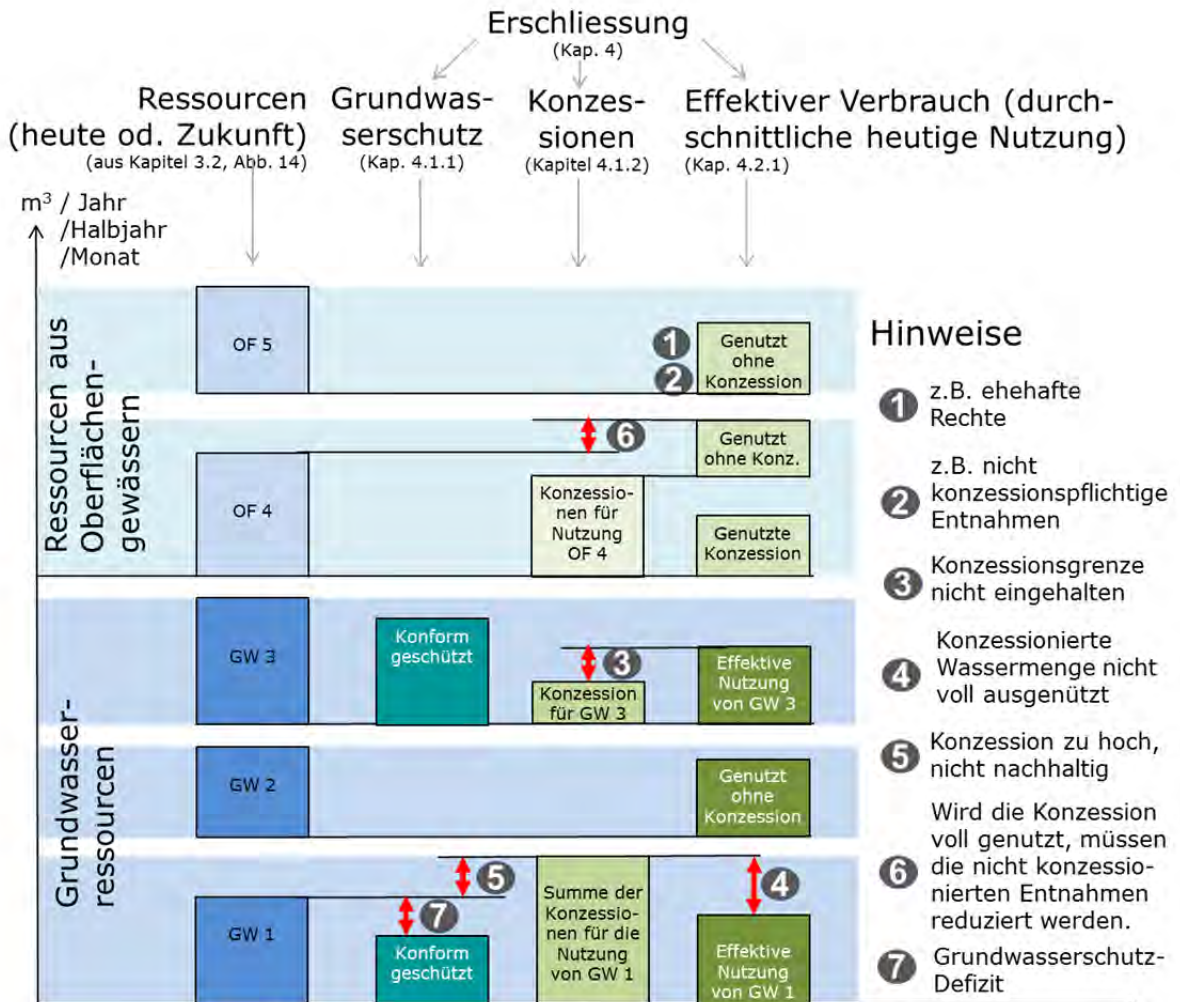 Erschliessung
(Kap. 4)
Ressourcen
(heute od. Zukunft)
(aus Kapitel 3.2, Abb. 14)
Grundwas-
serschutz
(Kap. 4.1.1)
Konzes-
sionen
(Kapitel 4.1.2)
Effektiver Verbrauch (durch-
schnittliche heutige Nutzung)
(Kap. 4.2.1)
m³ / Jahr
/Halbjahr
/Monat
Ressourcen aus
Oberflächen-
gewässern
OF 5
1
2
Genutzt
ohne
Konzession
6
Genutzt
ohne Konz.
OF 4
Konzessio-
nen für
Nutzung
OF 4
Genutzte
Konzession
Grundwasser-
ressourcen
GW 3
Konform
geschützt
3
Konzession
für GW 3
Effektive
Nutzung
von GW 3
GW 2
Genutzt
ohne
Konzession
5
4
7
GW 1
Konform
geschützt
Summe der
Konzessio-
nen für die
Nutzung
von GW 1
Effektive
Nutzung
von GW 1
Hinweise
1 z.B. ehehafte
Rechte
2 z.B. nicht
konzessionspflichtige
Entnahmen
3 Konzessionsgrenze
nicht eingehalten
4 Konzessionierte
Wassermenge nicht
voll ausgenützt
5 Konzession zu hoch,
nicht nachhaltig
6 Wird die Konzession
voll genutzt, müssen
die nicht konzessio-
nierten Entnahmen
reduziert werden.
7 Grundwasserschutz-
Defizit